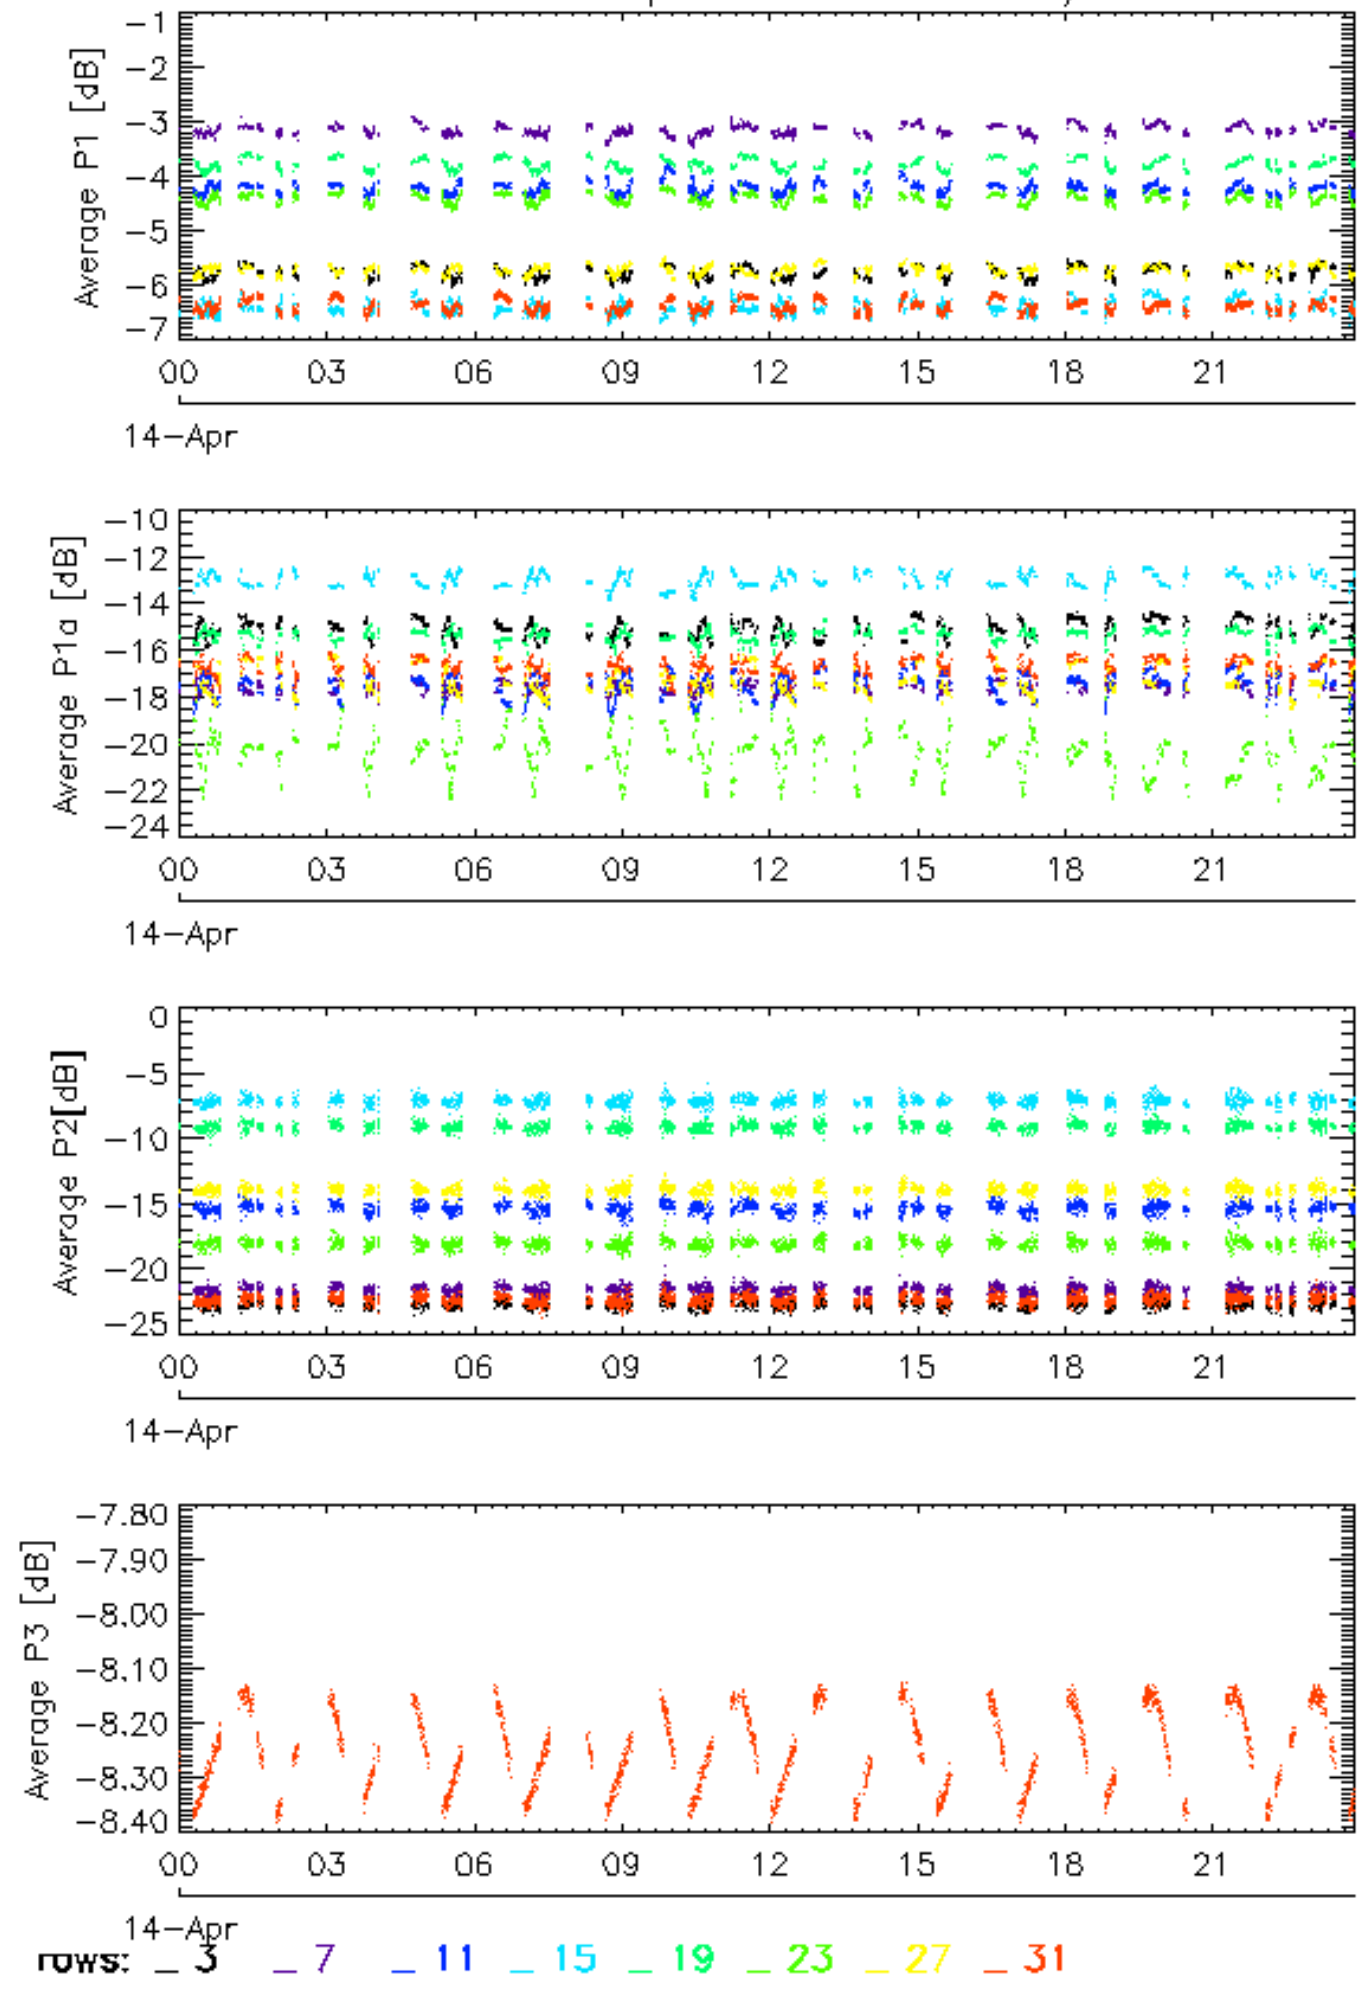 Average P1 [dB]
-1
-2
-3
-4
-5
-6
-7
00 03 06 09 12 15 18 21
14-Apr
Average P1a [dB]
-10
-12
-14
-16
-18
-20
-22
-24
00 03 06 09 12 15 18 21
14-Apr
Average P2[dB]
0
-5
-10
-15
-20
-25
00 03 06 09 12 15 18 21
14-Apr
Average P3 [dB]
-7.80
-7.90
-8.00
-8.10
-8.20
-8.30
-8.40
00 03 06 09 12 15 18 21
14-Apr
rows: _ 3 _ 7 _ 11 _ 15 _ 19 _ 23 _ 27 _ 31